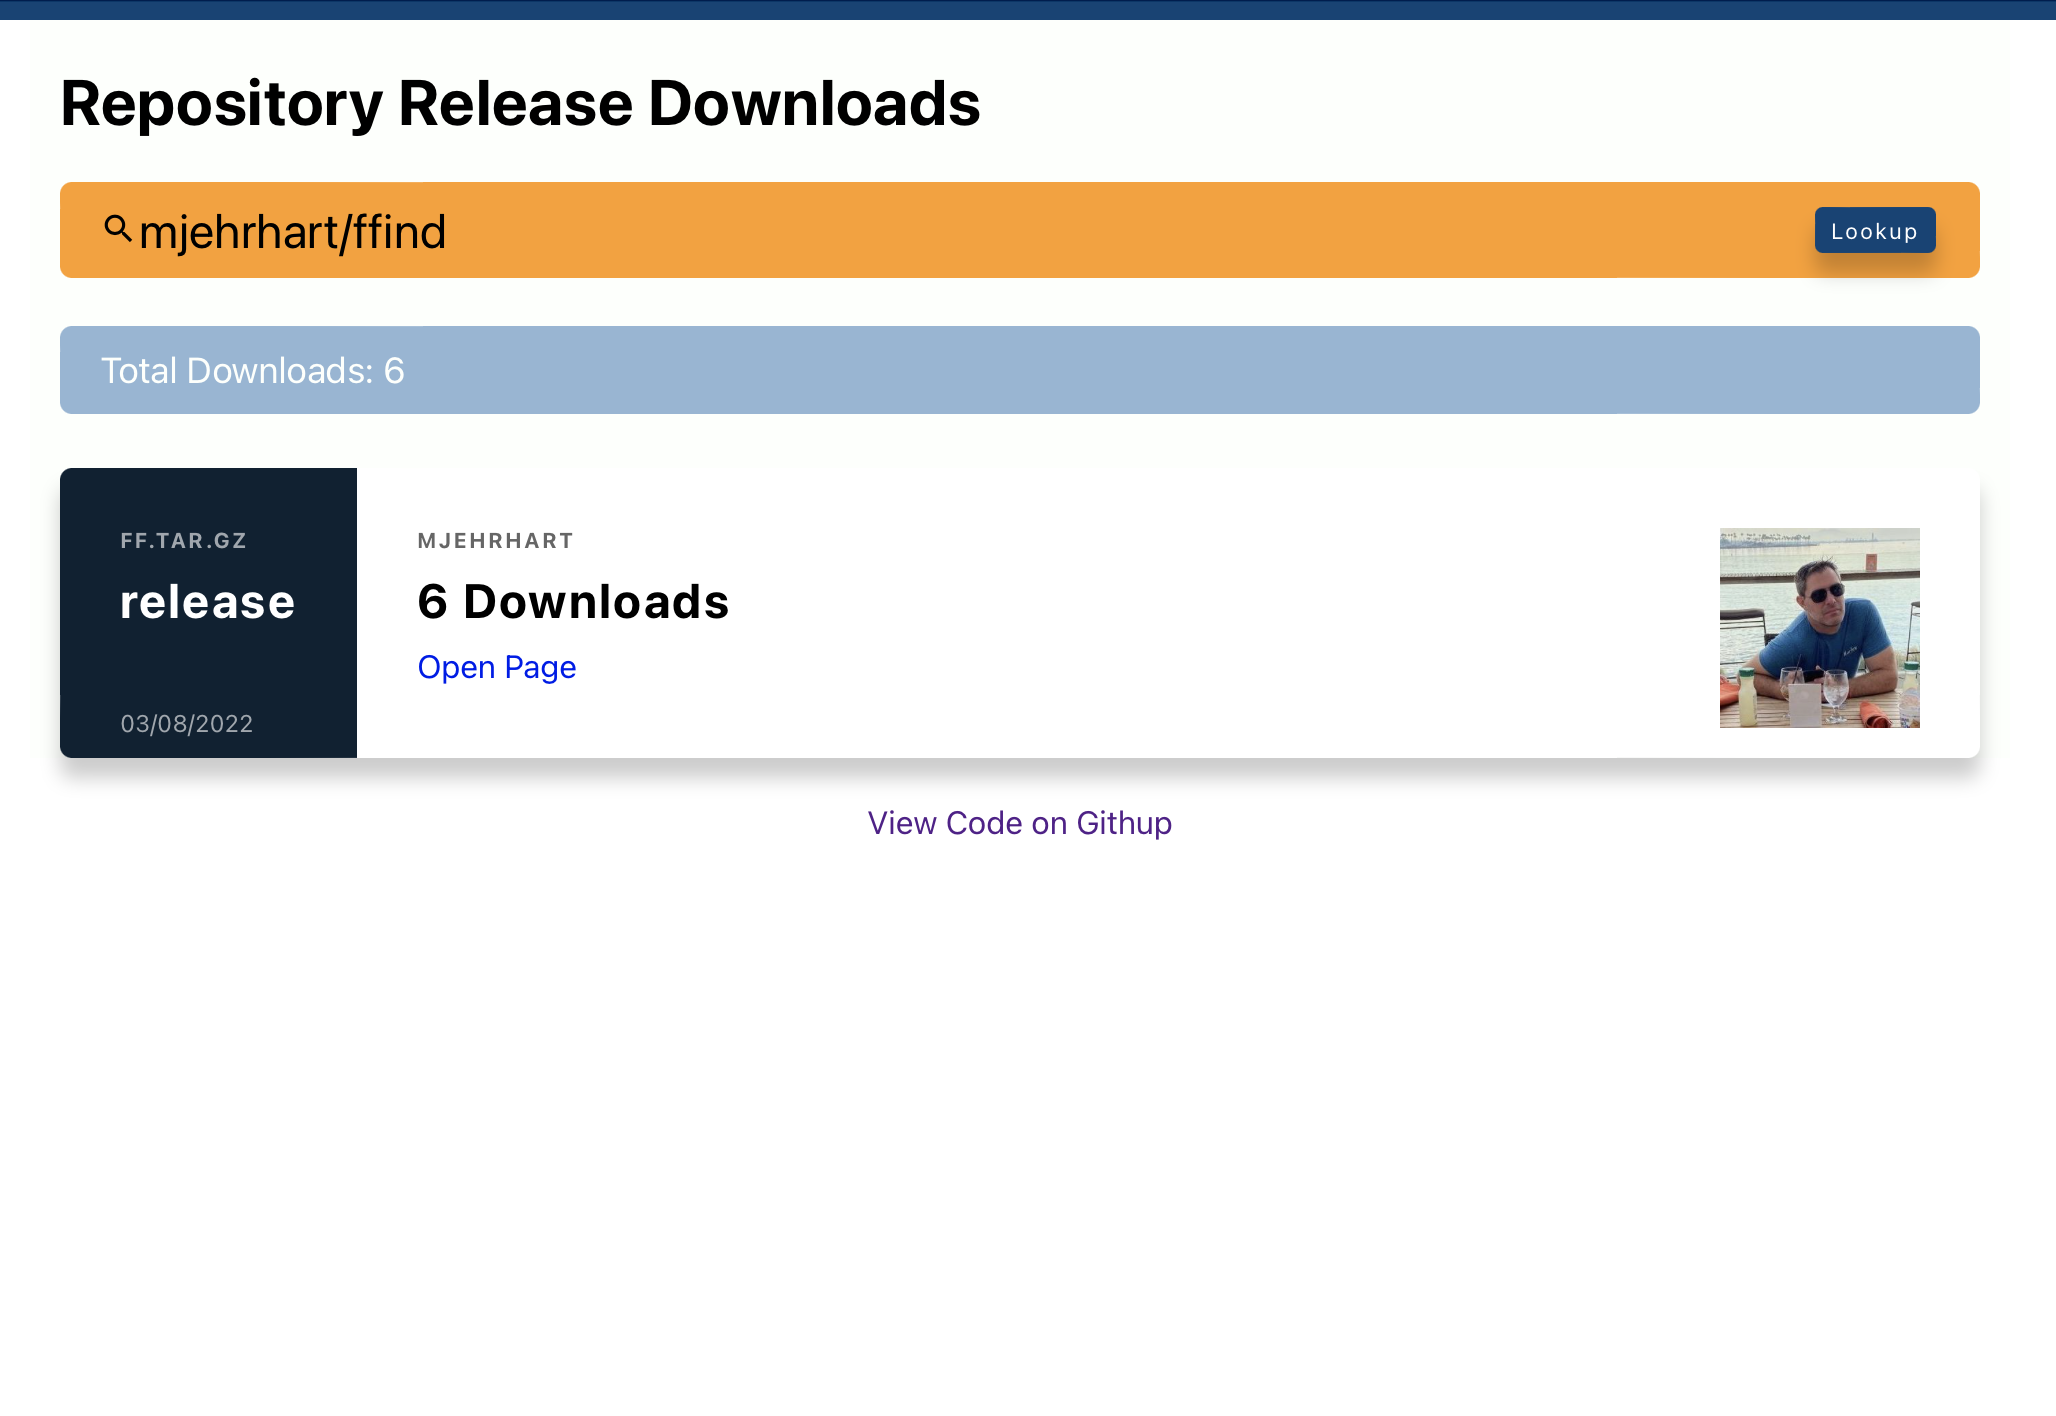 Repository Release Downloads
mjehrhart/ffind
Lookup
Total Downloads: 6
FF.TAR.GZ
release
03/08/2022
MJEHRHART
6 Downloads
Open Page
View Code on Githup